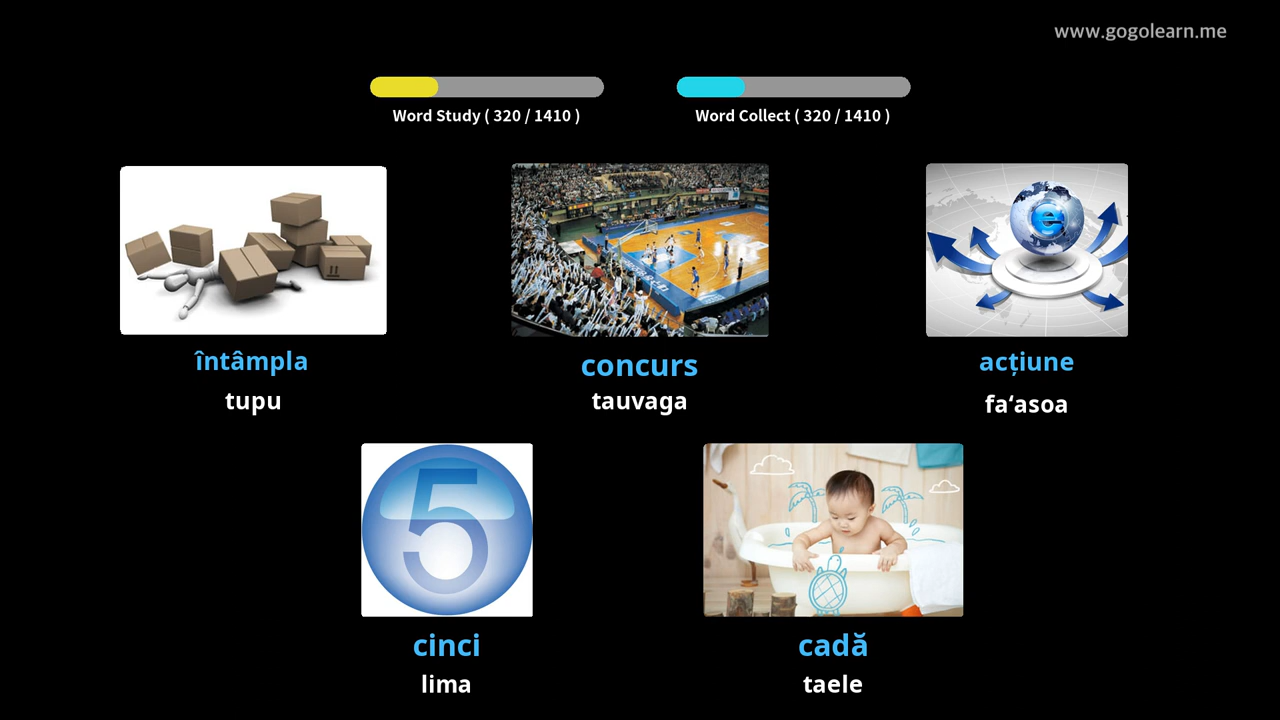 www.gogolearn.me
Word Study ( 320 / 1410 )
Word Collect ( 320 / 1410 )
întâmpla
tupu
concurs
tauvaga
acțiune
fa‘asoa
e
5
cinci
lima
cadă
taele